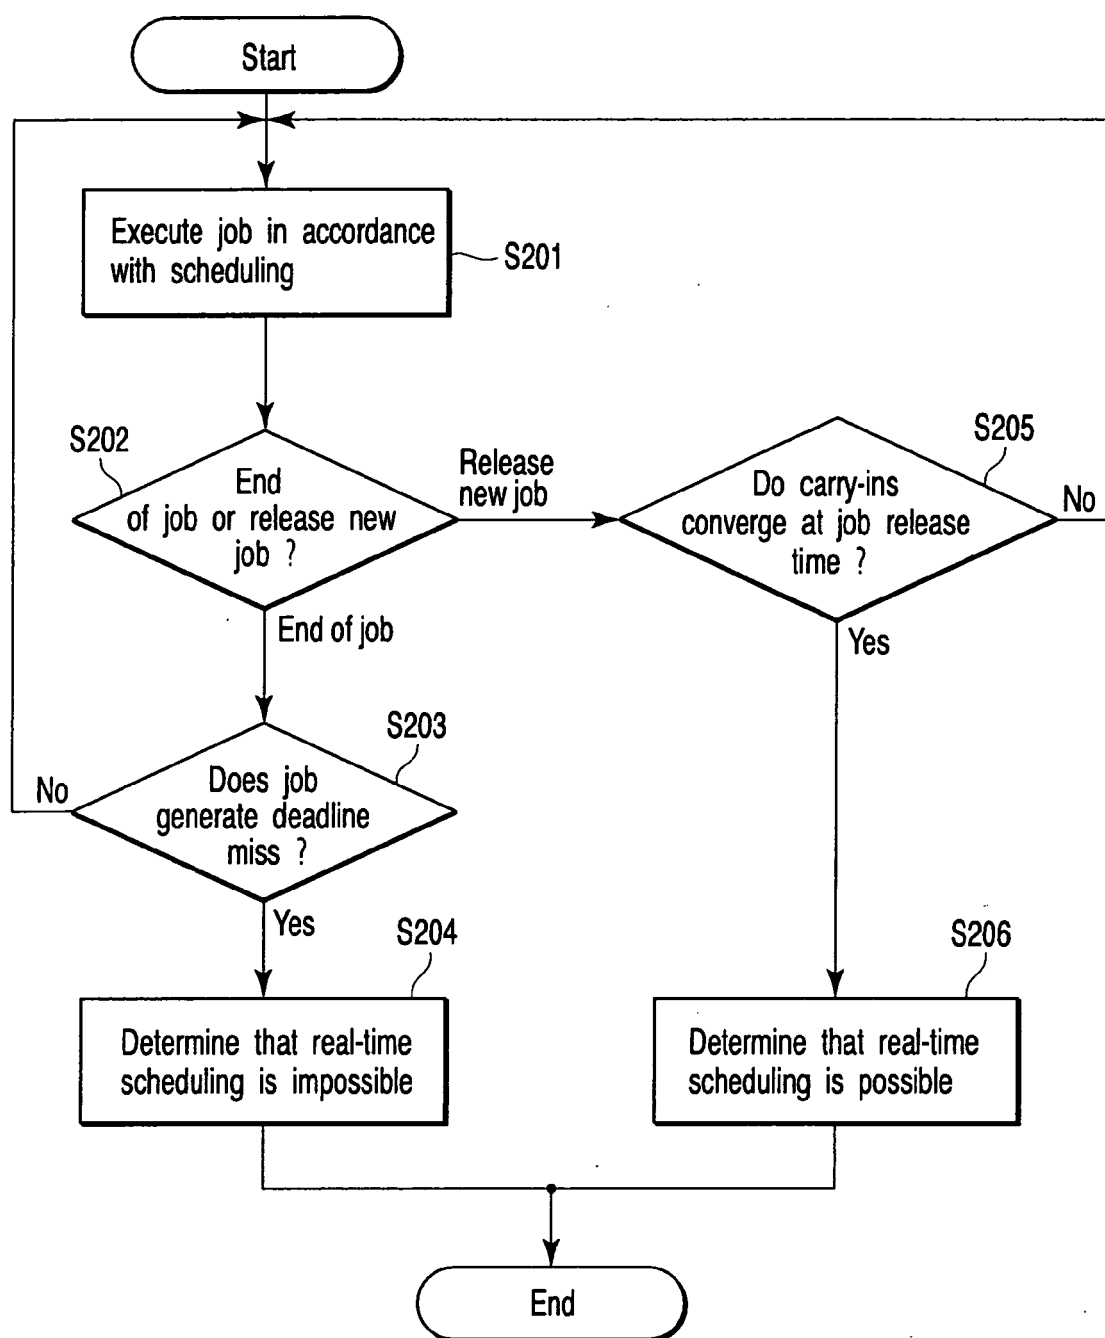 Start
Execute job in accordance
with scheduling
S201
S202
End
of job or release new
job ?
Release
new job
S205
Do carry-ins
converge at job release
time ?
No
Yes
End of job
S203
Does job
generate deadline
miss ?
No
Yes
S204
Determine that real-time
scheduling is impossible
S206
Determine that real-time
scheduling is possible
End